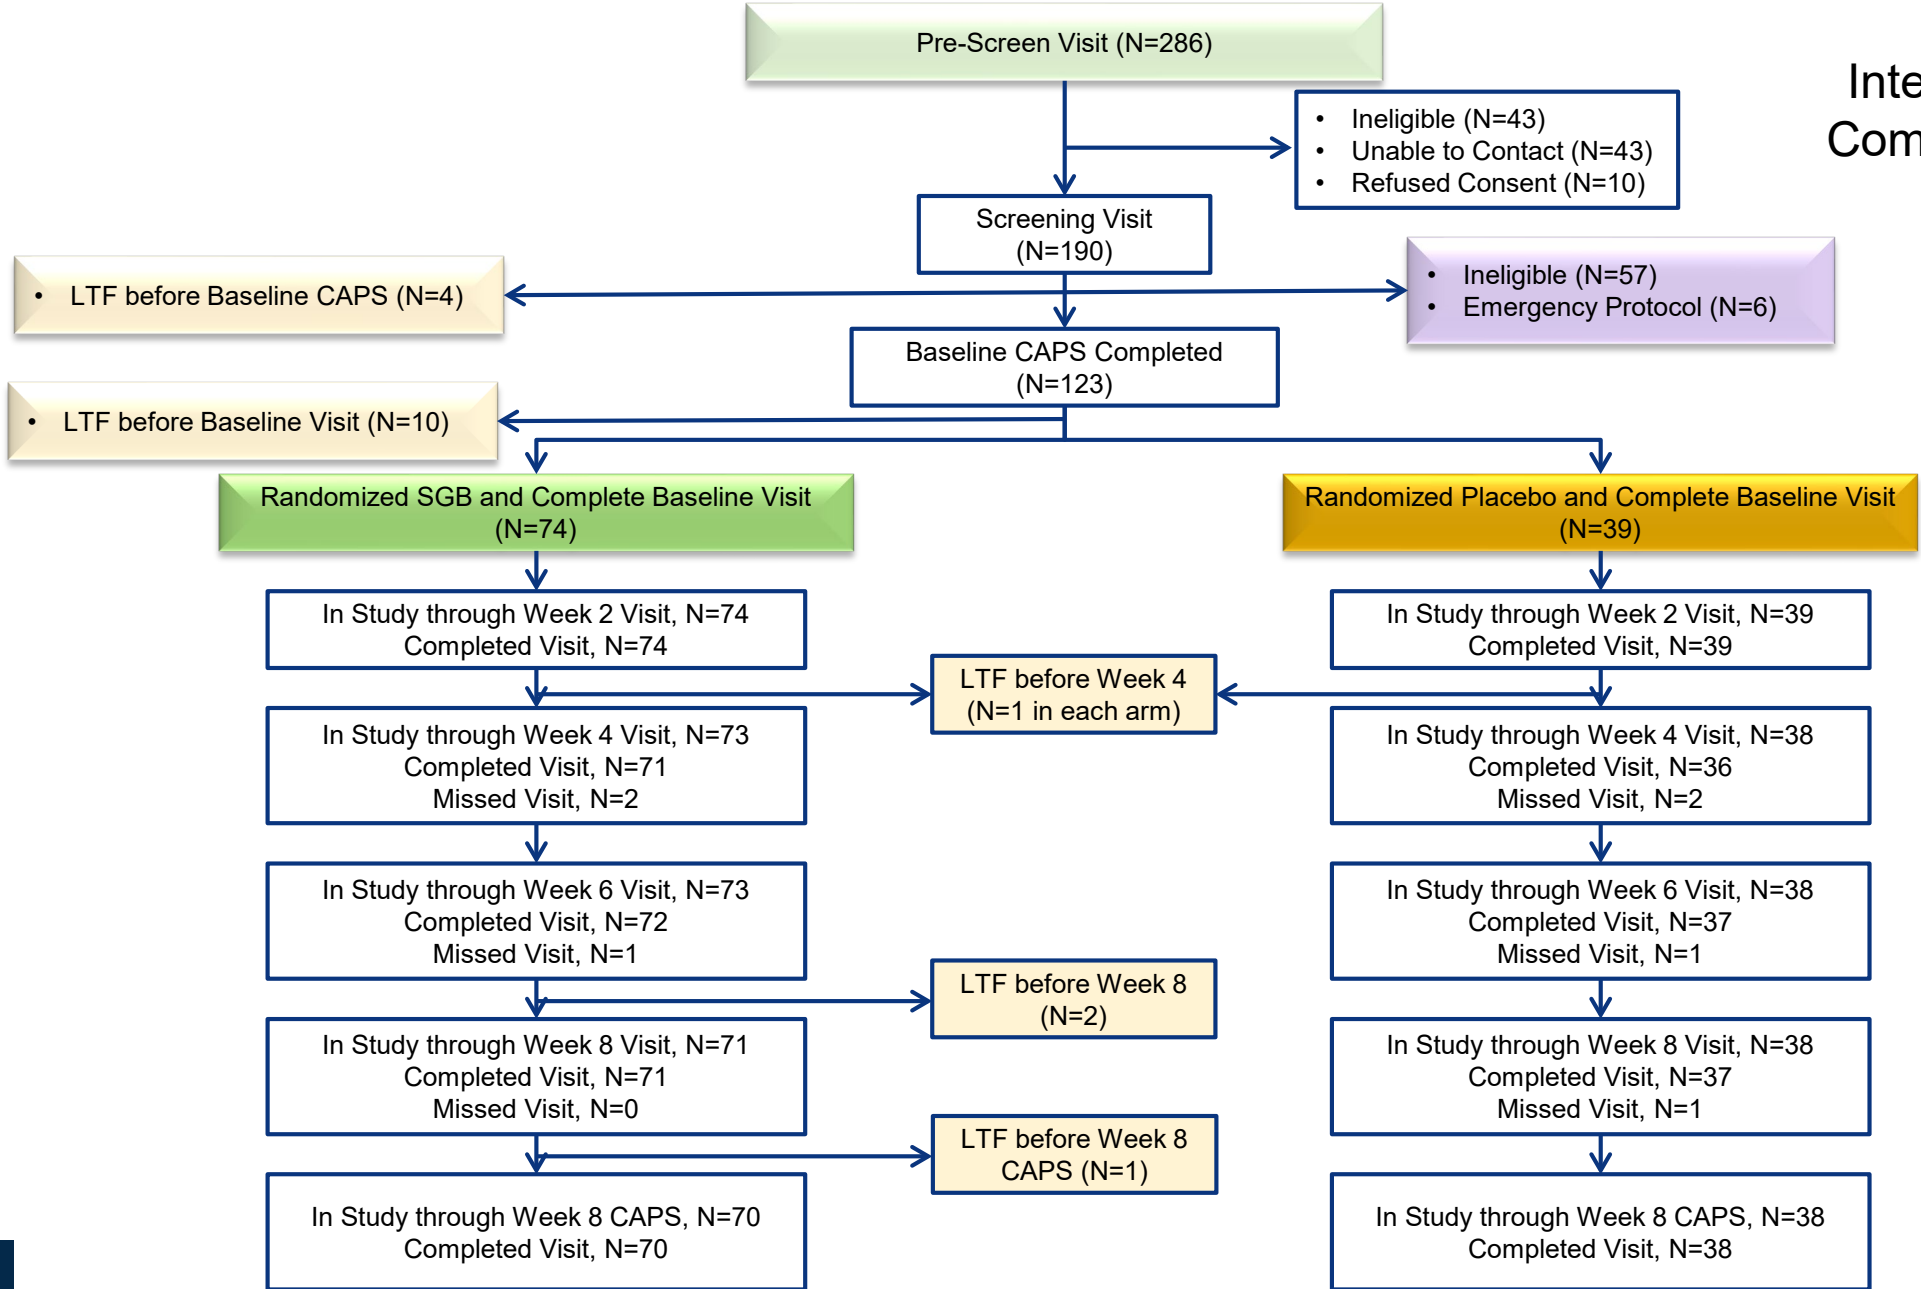 Pre-Screen Visit (N=286)
Inte
Com
• Ineligible (N=43)
• Unable to Contact (N=43)
• Refused Consent (N=10)
Screening Visit
(N=190)
• LTF before Baseline CAPS (N=4)
• Ineligible (N=57)
• Emergency Protocol (N=6)
Baseline CAPS Completed
(N=123)
• LTF before Baseline Visit (N=10)
Randomized SGB and Complete Baseline Visit
(N=74)
Randomized Placebo and Complete Baseline Visit
(N=39)
In Study through Week 2 Visit, N=74
Completed Visit, N=74
In Study through Week 2 Visit, N=39
Completed Visit, N=39
LTF before Week 4
(N=1 in each arm)
In Study through Week 4 Visit, N=73
Completed Visit, N=71
Missed Visit, N=2
In Study through Week 4 Visit, N=38
Completed Visit, N=36
Missed Visit, N=2
In Study through Week 6 Visit, N=73
Completed Visit, N=72
Missed Visit, N=1
In Study through Week 6 Visit, N=38
Completed Visit, N=37
Missed Visit, N=1
LTF before Week 8
(N=2)
In Study through Week 8 Visit, N=71
Completed Visit, N=71
Missed Visit, N=0
In Study through Week 8 Visit, N=38
Completed Visit, N=37
Missed Visit, N=1
LTF before Week 8
CAPS (N=1)
In Study through Week 8 CAPS, N=70
Completed Visit, N=70
In Study through Week 8 CAPS, N=38
Completed Visit, N=38